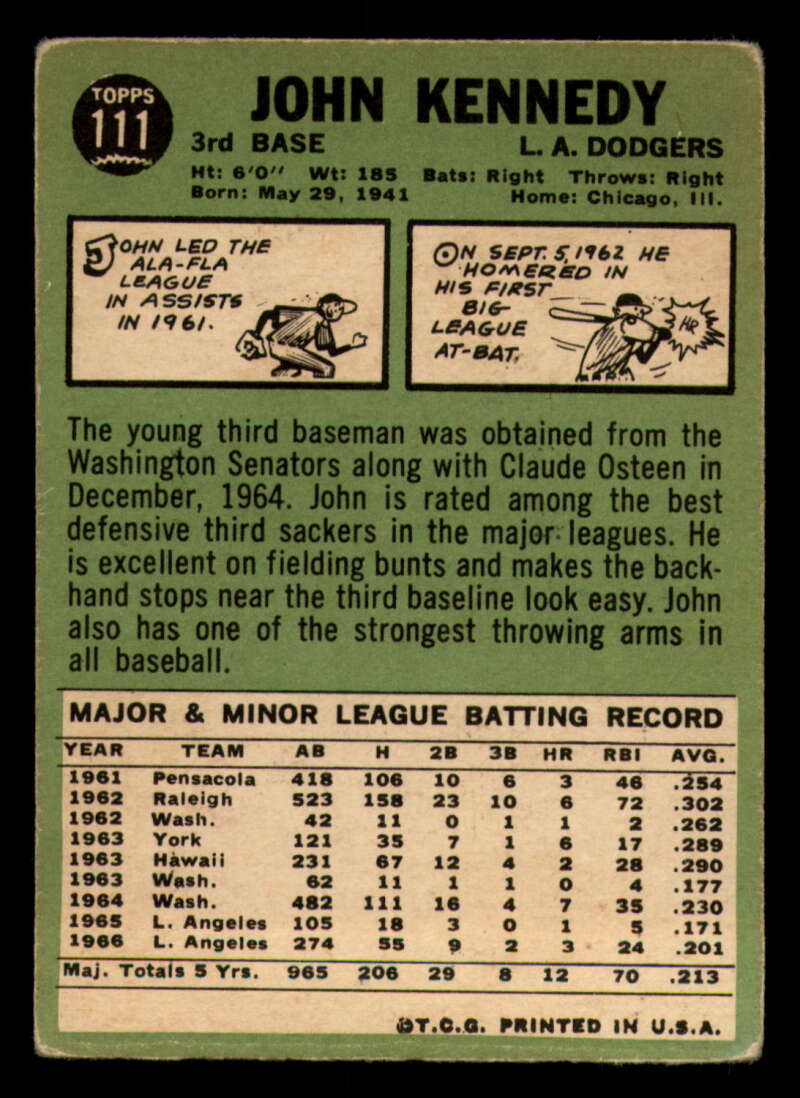 TOPPS
111
JOHN KENNEDY
3rd BASE L. A. DODGERS
Ht: 6'0" Wt: 185 Bats: Right Throws: Right
Born: May 29, 1941 Home: Chicago, Ill.
JOHN LED THE
ALA-FLA
LEAGUE
IN ASSISTS
IN 1961.
ON SEPT. 5, 1962 HE
HOMERED IN
HIS FIRST
BIG-
LEAGUE
AT-BAT.
HR
The young third baseman was obtained from the
Washington Senators along with Claude Osteen in
December, 1964. John is rated among the best
defensive third sackers in the major leagues. He
is excellent on fielding bunts and makes the back-
hand stops near the third baseline look easy. John
also has one of the strongest throwing arms in
all baseball.
MAJOR & MINOR LEAGUE BATTING RECORD
YEAR TEAM AB H 2B 3B HR RBI AVG.
1961 Pensacola 418 106 10 6 3 46 .254
1962 Raleigh 523 158 23 10 6 72 .302
1962 Wash. 42 11 0 1 1 2 .262
1963 York 121 35 7 1 6 17 .289
1963 Hawaii 231 67 12 4 2 28 .290
1963 Wash. 62 11 1 1 0 4 .177
1964 Wash. 482 111 16 4 7 35 .230
1965 L. Angeles 105 18 3 0 1 5 .171
1966 L. Angeles 274 55 9 2 3 24 .201
Maj. Totals 5 Yrs. 965 206 29 8 12 70 .213
©T.C.G. PRINTED IN U.S.A.